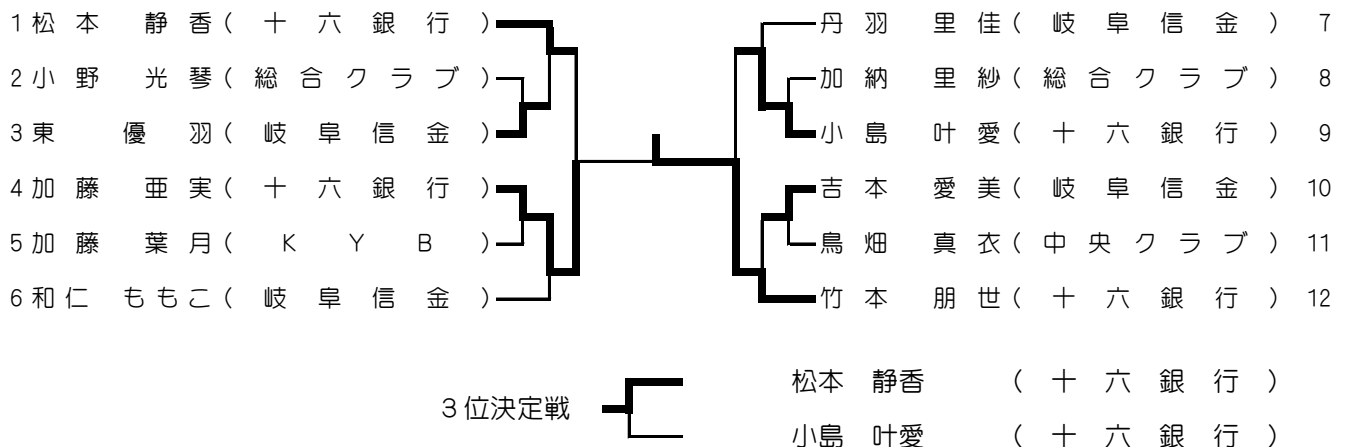 1 松本 静香 (十六銀行)
丹羽 里佳 (岐阜信金) 7
2 小野 光琴 (総合クラブ)
加納 里紗 (総合クラブ) 8
3 東 優羽 (岐阜信金)
小島 叶愛 (十六銀行) 9
4 加藤 亜実 (十六銀行)
吉本 愛美 (岐阜信金) 10
5 加藤 葉月 (KYB)
鳥畑 真衣 (中央クラブ) 11
6 和仁 ももこ (岐阜信金)
竹本 朋世 (十六銀行) 12
3位決定戦
松本 静香 (十六銀行)
小島 叶愛 (十六銀行)